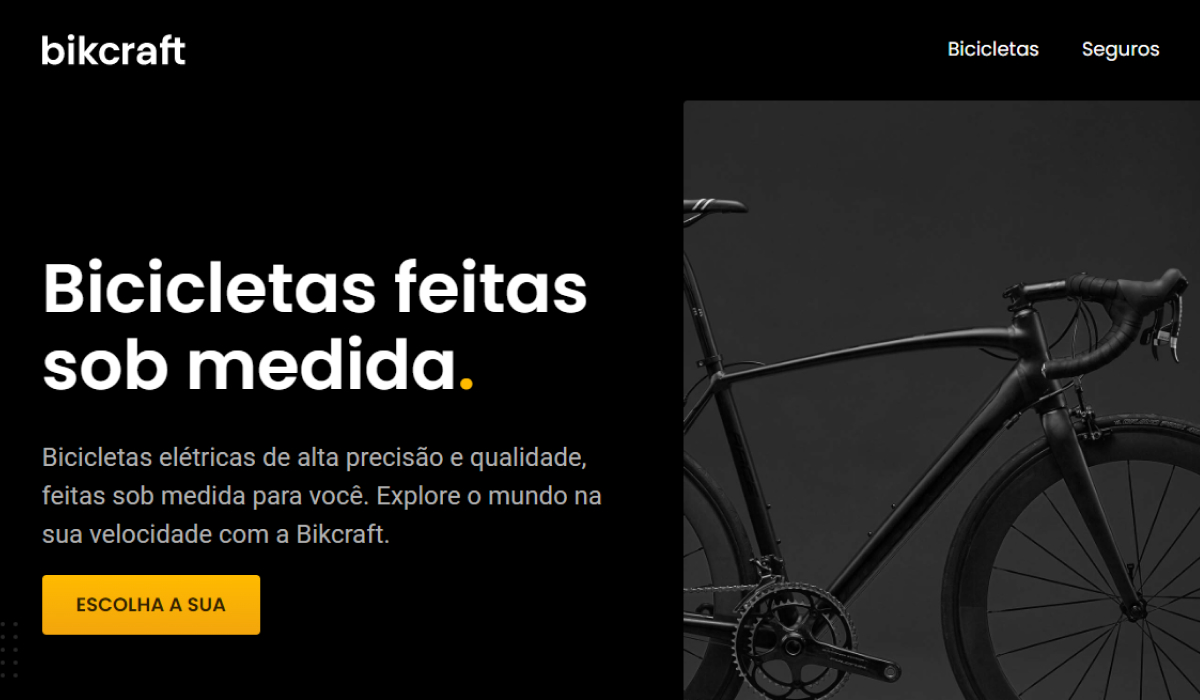 bikcraft
Bicicletas Seguros
Bicicletas feitas
sob medida.
Bicicletas elétricas de alta precisão e qualidade,
feitas sob medida para você. Explore o mundo na
sua velocidade com a Bikcraft.
ESCOLHA A SUA